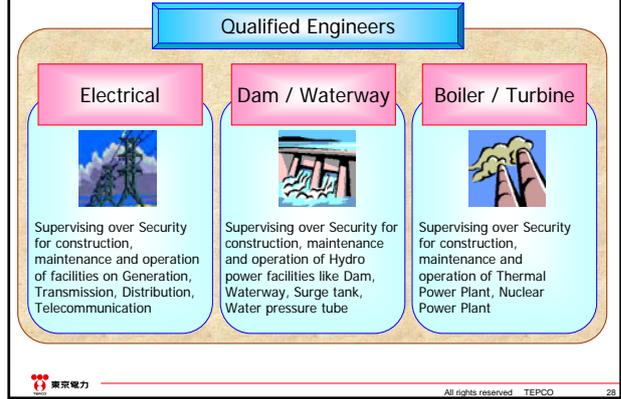 Qualified Engineers
Electrical
Dam / Waterway
Boiler / Turbine
Supervising over Security
for construction,
maintenance and operation
of facilities on Generation,
Transmission, Distribution,
Telecommunication
Supervising over Security for
construction, maintenance
and operation of Hydro
power facilities like Dam,
Waterway, Surge tank,
Water pressure tube
Supervising over Security
for construction,
maintenance and
operation of Thermal
Power Plant, Nuclear
Power Plant
TEPCO
東京電力
All rights reserved TEPCO 28